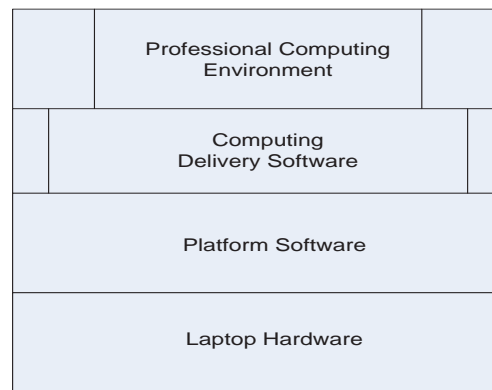 Professional Computing
Environment
Computing
Delivery Software
Platform Software
Laptop Hardware